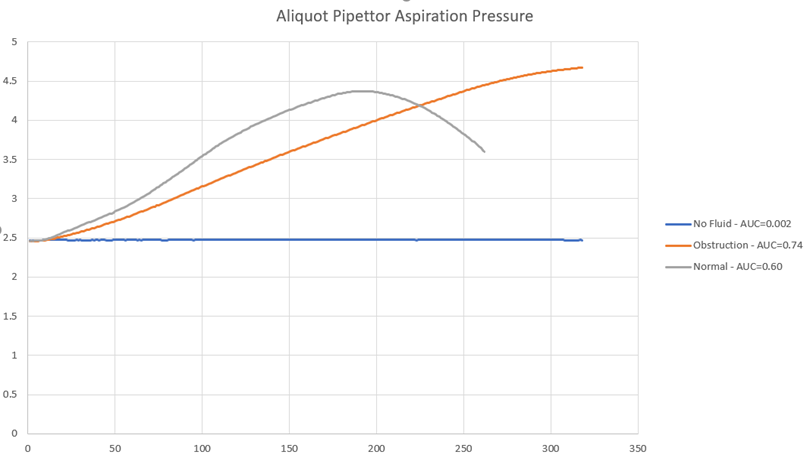 Aliquot Pipettor Aspiration Pressure
5
4.5
4
3.5
3
2.5
2
1.5
1
0.5
0
0 50 100 150 200 250 300 350
No Fluid - AUC=0.002
Obstruction - AUC=0.74
Normal - AUC=0.60